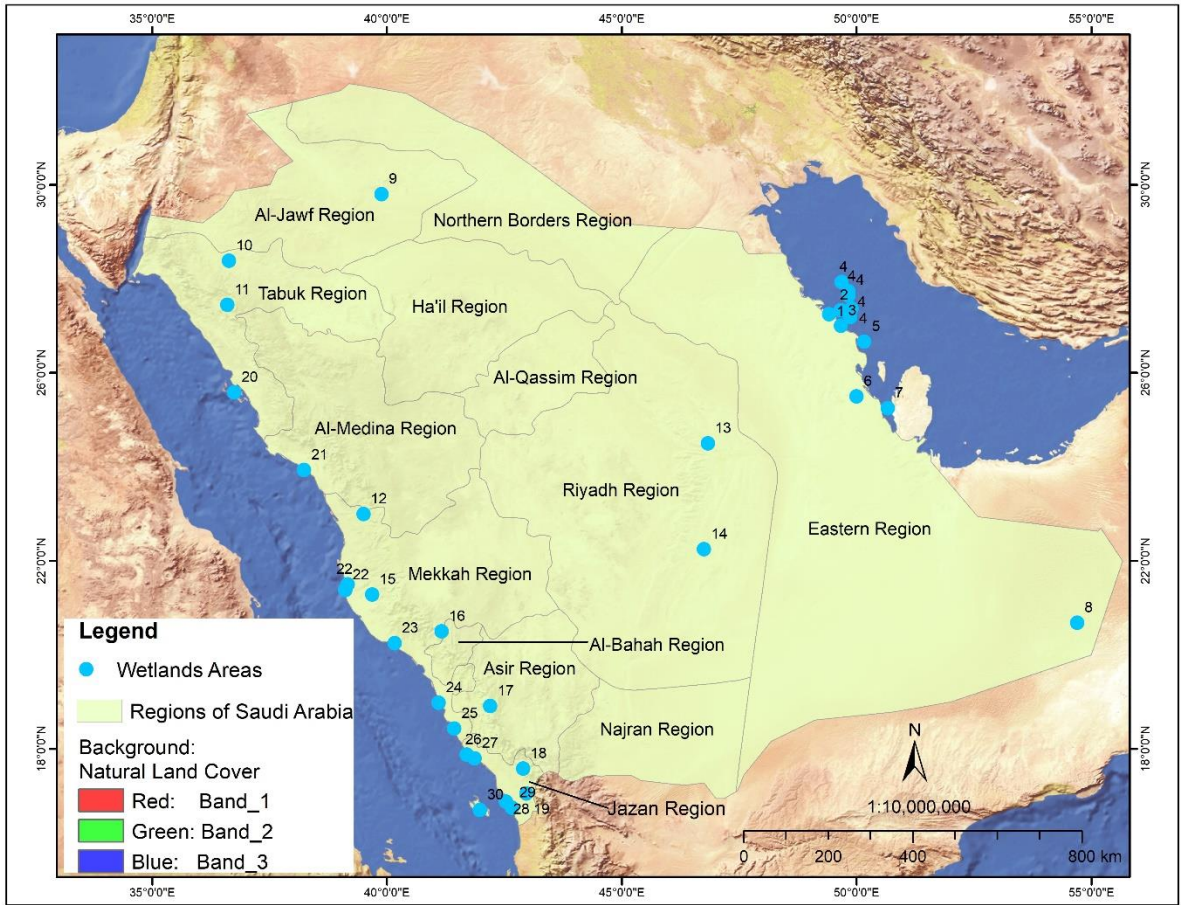 35°0'0"E 40°0'0"E 45°0'0"E 50°0'0"E 55°0'0"E
30°0'0"N 30°0'0"N
9
Al-Jawf Region
Northern Borders Region
10
Tabuk Region
11
Ha'il Region
4
4 4
2 4
1 3
4
5
26°0'0"N 26°0'0"N
Al-Qassim Region
6
7
20
Al-Medina Region
13
21
Riyadh Region
12
14
Eastern Region
22°0'0"N 22°0'0"N
22 22 15
Mekkah Region
8
16
23
Al-Bahah Region
Asir Region
17
24
25
Najran Region
26 27
18°0'0"N 18°0'0"N
18
30 29
28 19
Jazan Region
Legend
Wetlands Areas
Regions of Saudi Arabia
Background:
Natural Land Cover
Red: Band_1
Green: Band_2
Blue: Band_3
N
1:10,000,000
0 200 400 800 km
35°0'0"E 40°0'0"E 45°0'0"E 50°0'0"E 55°0'0"E